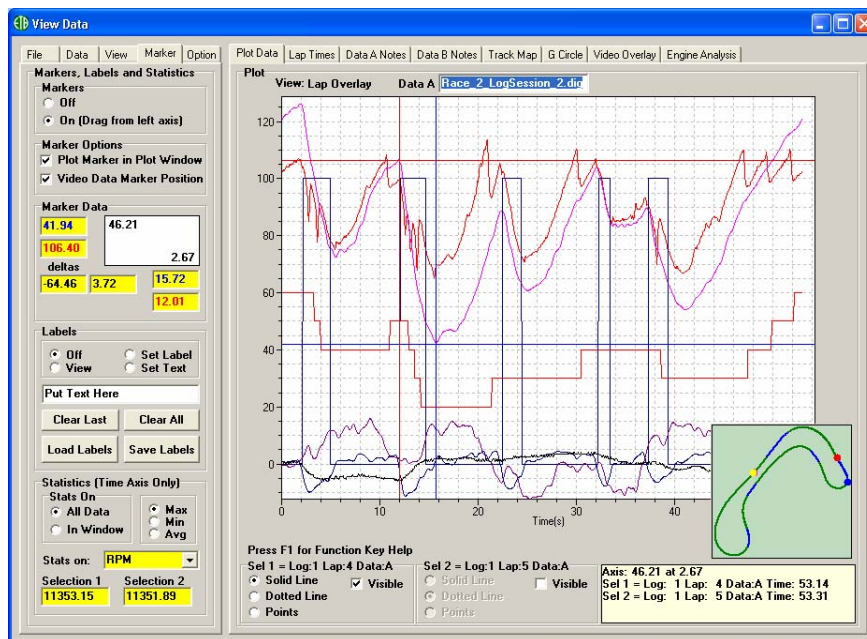 ETB View Data
File Data View Marker Option
Markers, Labels and Statistics
Markers
Off
On (Drag from left axis)
Marker Options
Plot Marker in Plot Window
Video Data Marker Position
Marker Data
41.94
46.21
106.40
2.67
deltas
-64.46 3.72 15.72
12.01
Labels
Off Set Label
View Set Text
Put Text Here
Clear Last Clear All
Load Labels Save Labels
Statistics (Time Axis Only)
Stats On
All Data
In Window
Max
Min
Avg
Stats on: RPM
Selection 1 Selection 2
11353.15 11351.89
Plot Data Lap Times Data A Notes Data B Notes Track Map G Circle Video Overlay Engine Analysis
Plot
View: Lap Overlay Data A Race_2_LogSession_2.dig
120
100
80
60
40
20
0
0 10 20 30 40
Time(s)
Press F1 for Function Key Help
Sel 1 = Log:1 Lap:4 Data:A
Solid Line Visible
Dotted Line
Points
Sel 2 = Log:1 Lap:5 Data:A
Solid Line Visible
Dotted Line
Points
Axis: 46.21 at 2.67
Sel 1 = Log: 1 Lap: 4 Data:A Time: 53.14
Sel 2 = Log: 1 Lap: 5 Data:A Time: 53.31